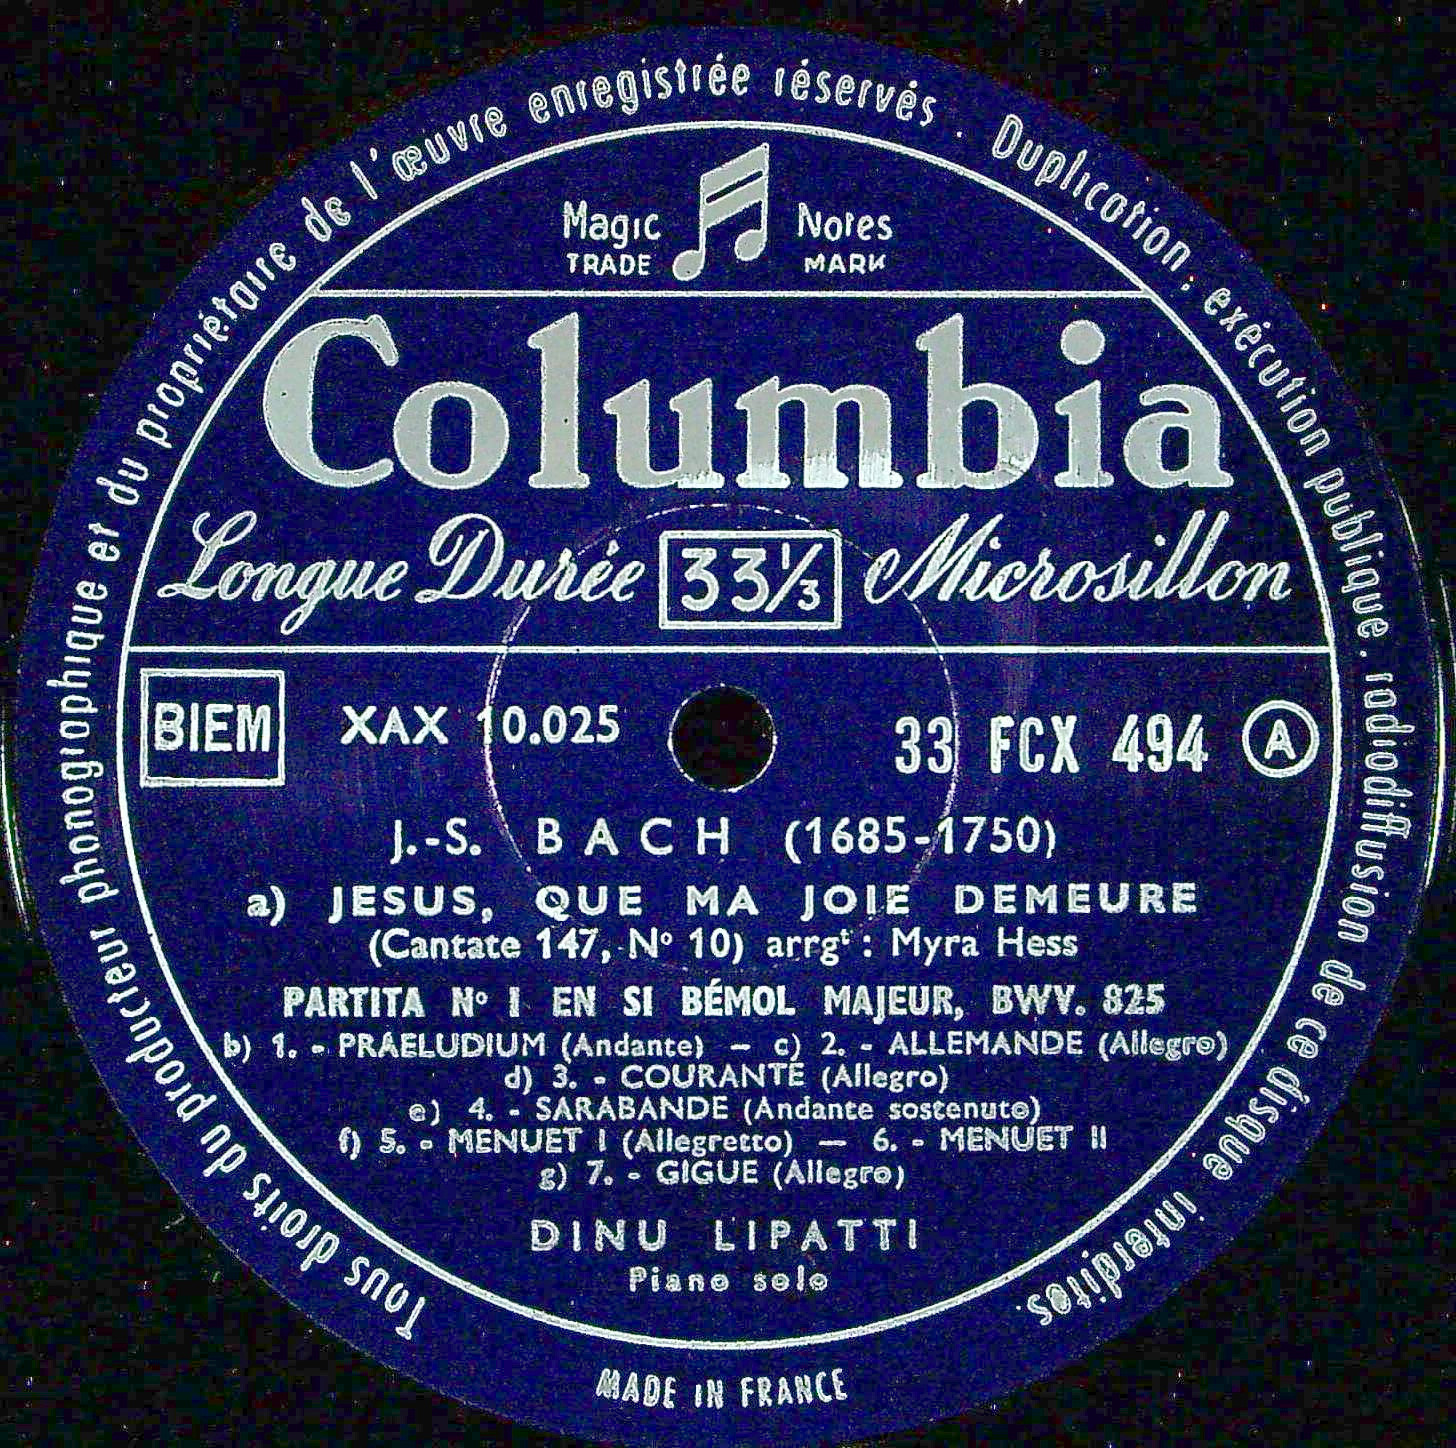 Tous droits du producteur phonographique et du propriétaire de l'œuvre enregistrée réservés . Duplication, exécution publique, radiodiffusion de ce disque interdites.
Magic Notes
TRADE MARK
Columbia
Longue Durée 33⅓ Microsillon
BIEM XAX 10.025 33 FCX 494 A
J.-S. BACH (1685-1750)
a) JESUS, QUE MA JOIE DEMEURE
(Cantate 147, Nº 10) arrgᵗ : Myra Hess
PARTITA Nº 1 EN SI BÉMOL MAJEUR, BWV. 825
b) 1. - PRAELUDIUM (Andante) – c) 2. - ALLEMANDE (Allegro)
d) 3. - COURANTE (Allegro)
e) 4. - SARABANDE (Andante sostenuto)
f) 5. - MENUET I (Allegretto) — 6. - MENUET II
g) 7. - GIGUE (Allegro)
DINU LIPATTI
Piano solo
MADE IN FRANCE